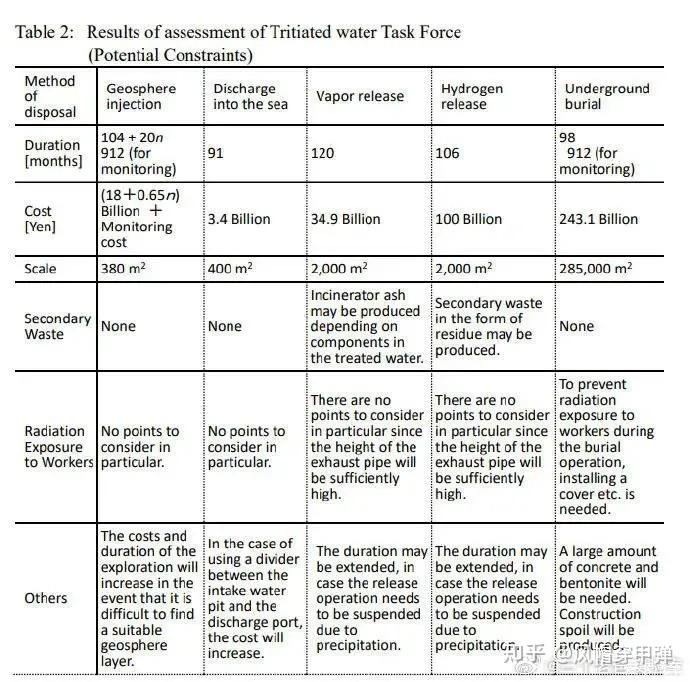 Table 2: Results of assessment of Tritiated water Task Force
(Potential Constraints)
Method
of
disposal
Geosphere
injection
Discharge
into the sea
Vapor release
Hydrogen
release
Underground
burial
Duration
[months]
104 + 20n
912 (for
monitoring)
91
120
106
98
912 (for
monitoring)
Cost
[Yen]
(18+0.65n)
Billion +
Monitoring
cost
3.4 Billion
34.9 Billion
100 Billion
243.1 Billion
Scale
380 m²
400 m²
2,000 m²
2,000 m²
285,000 m²
Secondary
Waste
None
None
Incinerator ash
may be produced
depending on
components in
the treated water.
Secondary waste
in the form of
residue may be
produced.
None
Radiation
Exposure
to Workers
No points to
consider in
particular.
No points to
consider in
particular.
There are no
points to consider
in particular since
the height of the
exhaust pipe will
be sufficiently
high.
There are no
points to consider
in particular since
the height of the
exhaust pipe will
be sufficiently
high.
To prevent
radiation
exposure to
workers during
the burial
operation,
installing a
cover etc. is
needed.
Others
The costs and
duration of the
exploration will
increase in the
event that it is
difficult to find
a suitable
geosphere
layer.
In the case of
using a divider
between the
intake water
pit and the
discharge port,
the cost will
increase.
The duration may
be extended, in
case the release
operation needs
to be suspended
due to
precipitation.
The duration may
be extended, in
case the release
operation needs
to be suspended
due to
precipitation.
A large amount
of concrete and
bentonite will
be needed.
Construction
spoil will be
produced.
知乎 @风帽穿甲弹